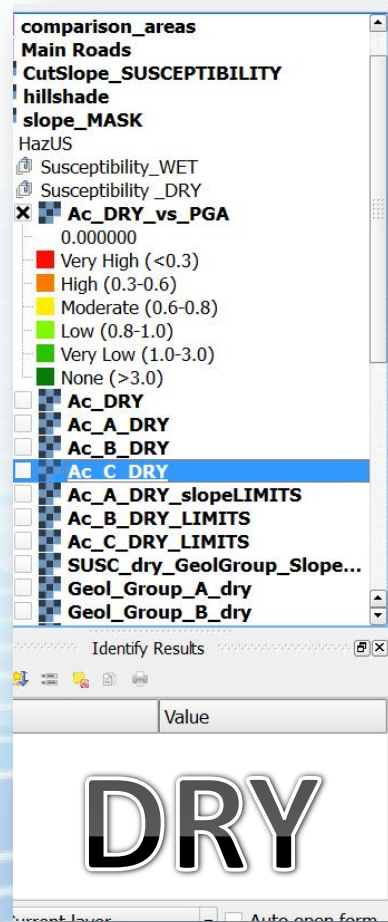 comparison_areas
Main Roads
CutSlope_SUSCEPTIBILITY
hillshade
slope_MASK
HazUS
Susceptibility_WET
Susceptibility _DRY
Ac_DRY_vs_PGA
0.000000
Very High (<0.3)
High (0.3-0.6)
Moderate (0.6-0.8)
Low (0.8-1.0)
Very Low (1.0-3.0)
None (>3.0)
Ac_DRY
Ac_A_DRY
Ac_B_DRY
Ac_C_DRY
Ac_A_DRY_slopeLIMITS
Ac_B_DRY_LIMITS
Ac_C_DRY_LIMITS
SUSC_dry_GeolGroup_Slope...
Geol_Group_A_dry
Geol_Group_B_dry
Identify Results
Value
DRY
Current layer Auto open form